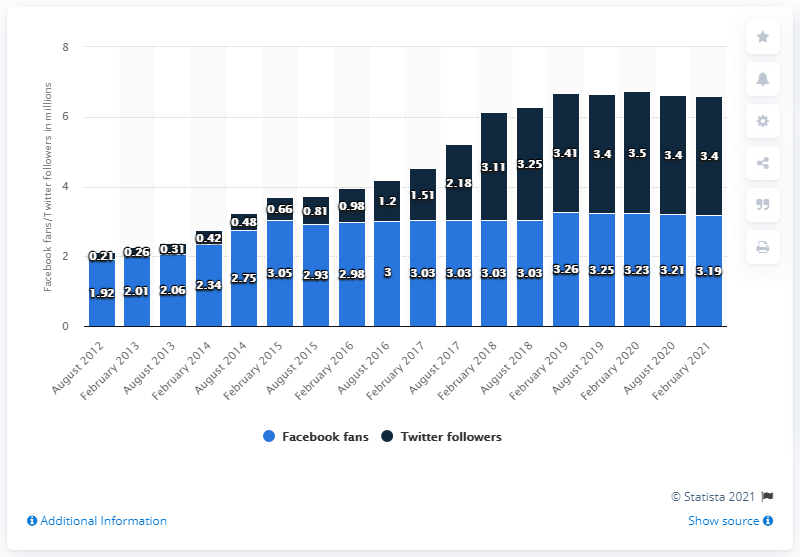 8
6
4
2
0
Facebook fans/Twitter followers in millions
0.21 0.26 0.31 0.42 0.48 0.66 0.81 0.98 1.2 1.51 2.18 3.11 3.25 3.41 3.4 3.5 3.4 3.4
1.92 2.01 2.06 2.34 2.75 3.05 2.93 2.98 3 3.03 3.03 3.03 3.03 3.26 3.25 3.23 3.21 3.19
August 2012
February 2013
August 2013
February 2014
August 2014
February 2015
August 2015
February 2016
August 2016
February 2017
August 2017
February 2018
August 2018
February 2019
August 2019
February 2020
August 2020
February 2021
Facebook fans Twitter followers
© Statista 2021
Additional Information Show source